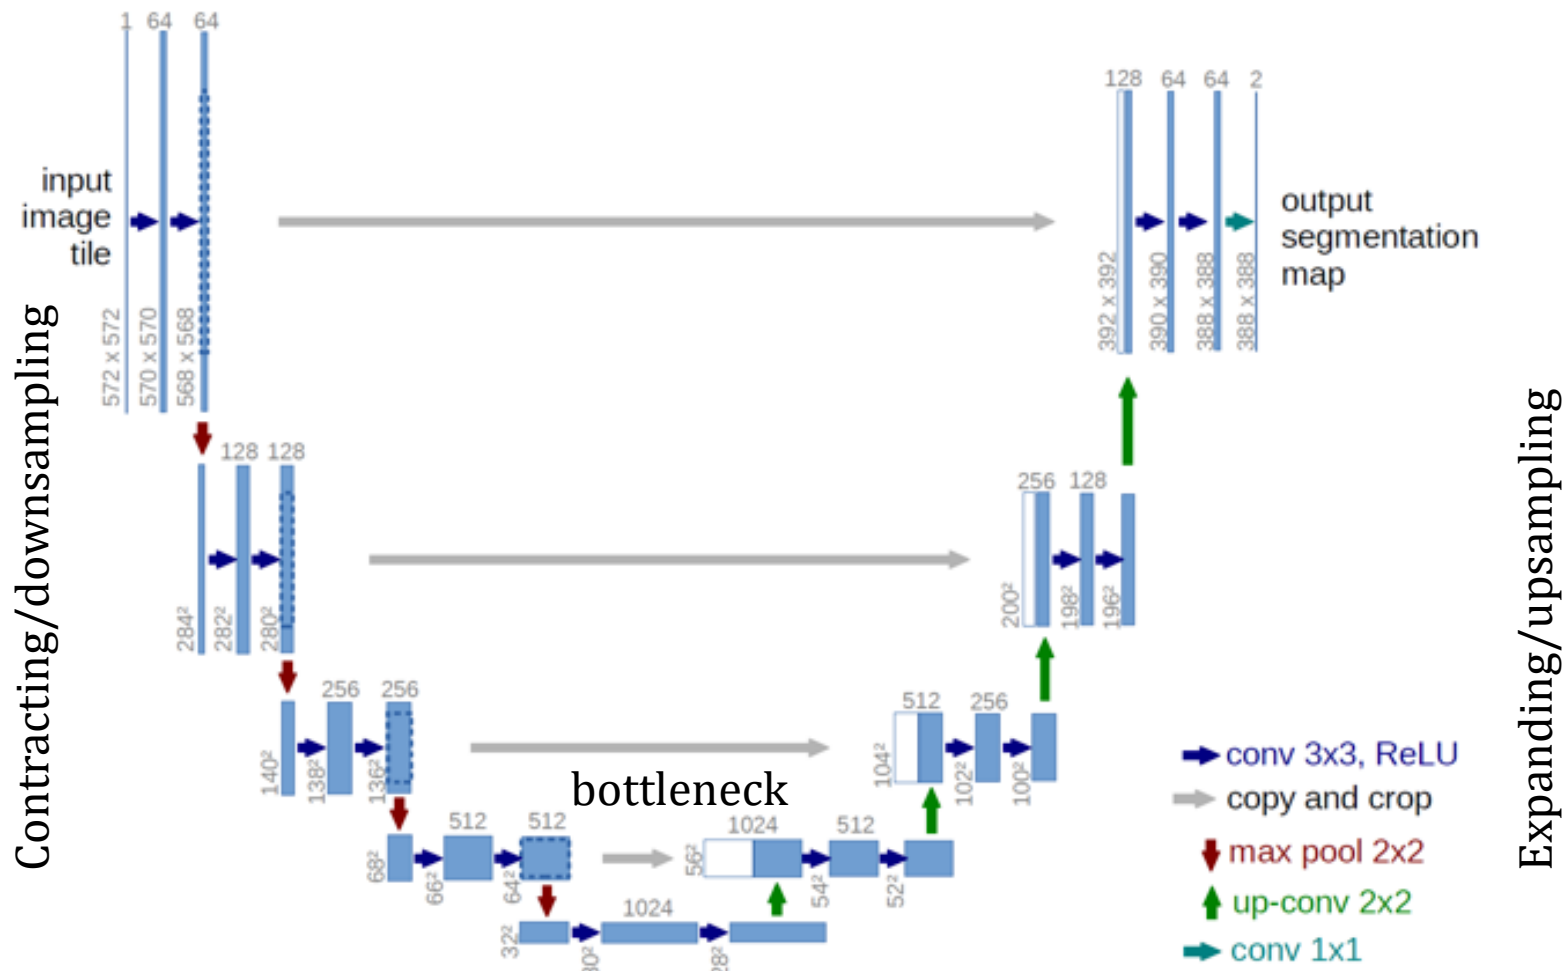 1 64 64
input
image
tile
572 x 572
570 x 570
568 x 568
128 64 64 2
392 x 392
390 x 390
388 x 388
388 x 388
output
segmentation
map
Contracting/downsampling
Expanding/upsampling
128 128
284²
282²
280²
256 128
200²
198²
196²
256 256
140²
138²
136²
512 256
104²
102²
100²
bottleneck
512 512
68²
66²
64²
1024 512
56²
54²
52²
1024
32²
30²
28²
conv 3x3, ReLU
copy and crop
max pool 2x2
up-conv 2x2
conv 1x1